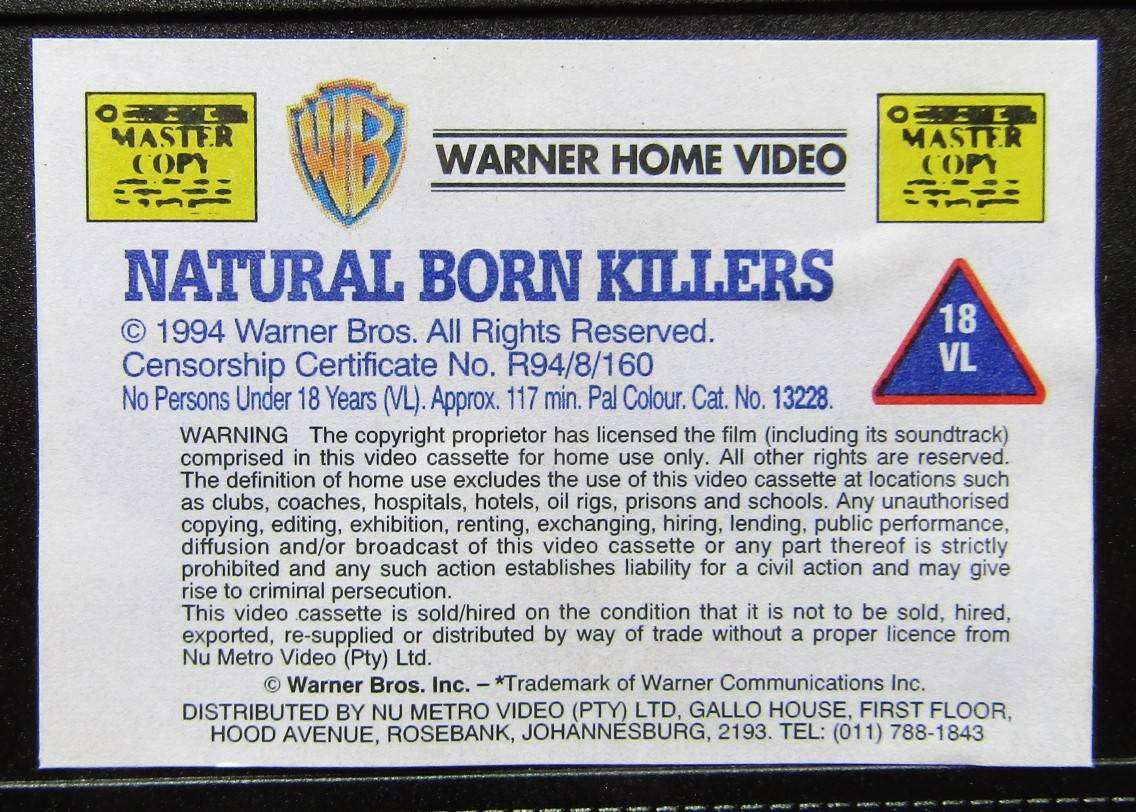 MASTER
COPY
WB
WARNER HOME VIDEO
MASTER
COPY
NATURAL BORN KILLERS
© 1994 Warner Bros. All Rights Reserved.
Censorship Certificate No. R94/8/160
No Persons Under 18 Years (VL). Approx. 117 min. Pal Colour. Cat. No. 13228.
18
VL
WARNING The copyright proprietor has licensed the film (including its soundtrack)
comprised in this video cassette for home use only. All other rights are reserved.
The definition of home use excludes the use of this video cassette at locations such
as clubs, coaches, hospitals, hotels, oil rigs, prisons and schools. Any unauthorised
copying, editing, exhibition, renting, exchanging, hiring, lending, public performance,
diffusion and/or broadcast of this video cassette or any part thereof is strictly
prohibited and any such action establishes liability for a civil action and may give
rise to criminal persecution.
This video cassette is sold/hired on the condition that it is not to be sold, hired,
exported, re-supplied or distributed by way of trade without a proper licence from
Nu Metro Video (Pty) Ltd.
© Warner Bros. Inc. – *Trademark of Warner Communications Inc.
DISTRIBUTED BY NU METRO VIDEO (PTY) LTD, GALLO HOUSE, FIRST FLOOR,
HOOD AVENUE, ROSEBANK, JOHANNESBURG, 2193. TEL: (011) 788-1843